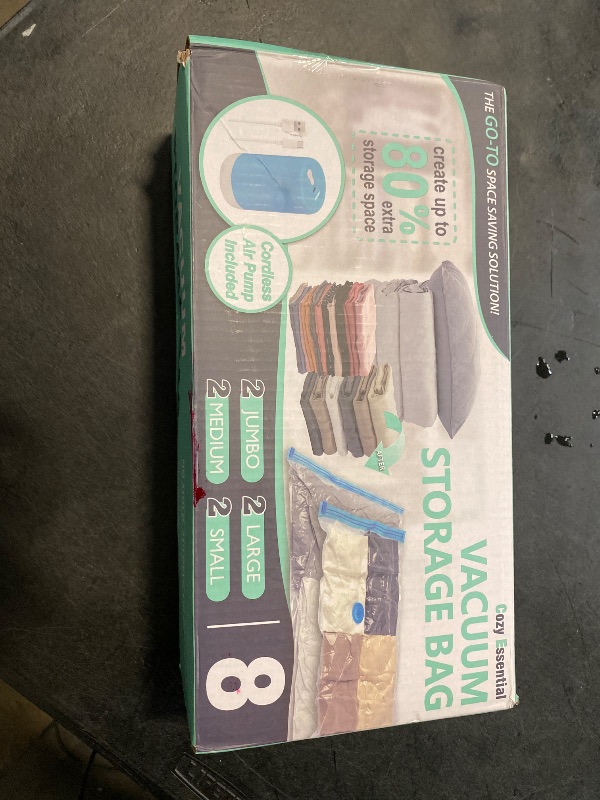 THE GO-TO SPACE SAVING SOLUTION!
create up to
80%
extra
storage space
Cordless
Air Pump
Included
Cozy Essential
VACUUM
STORAGE BAG
2 JUMBO
2 LARGE
2 MEDIUM
2 SMALL
8